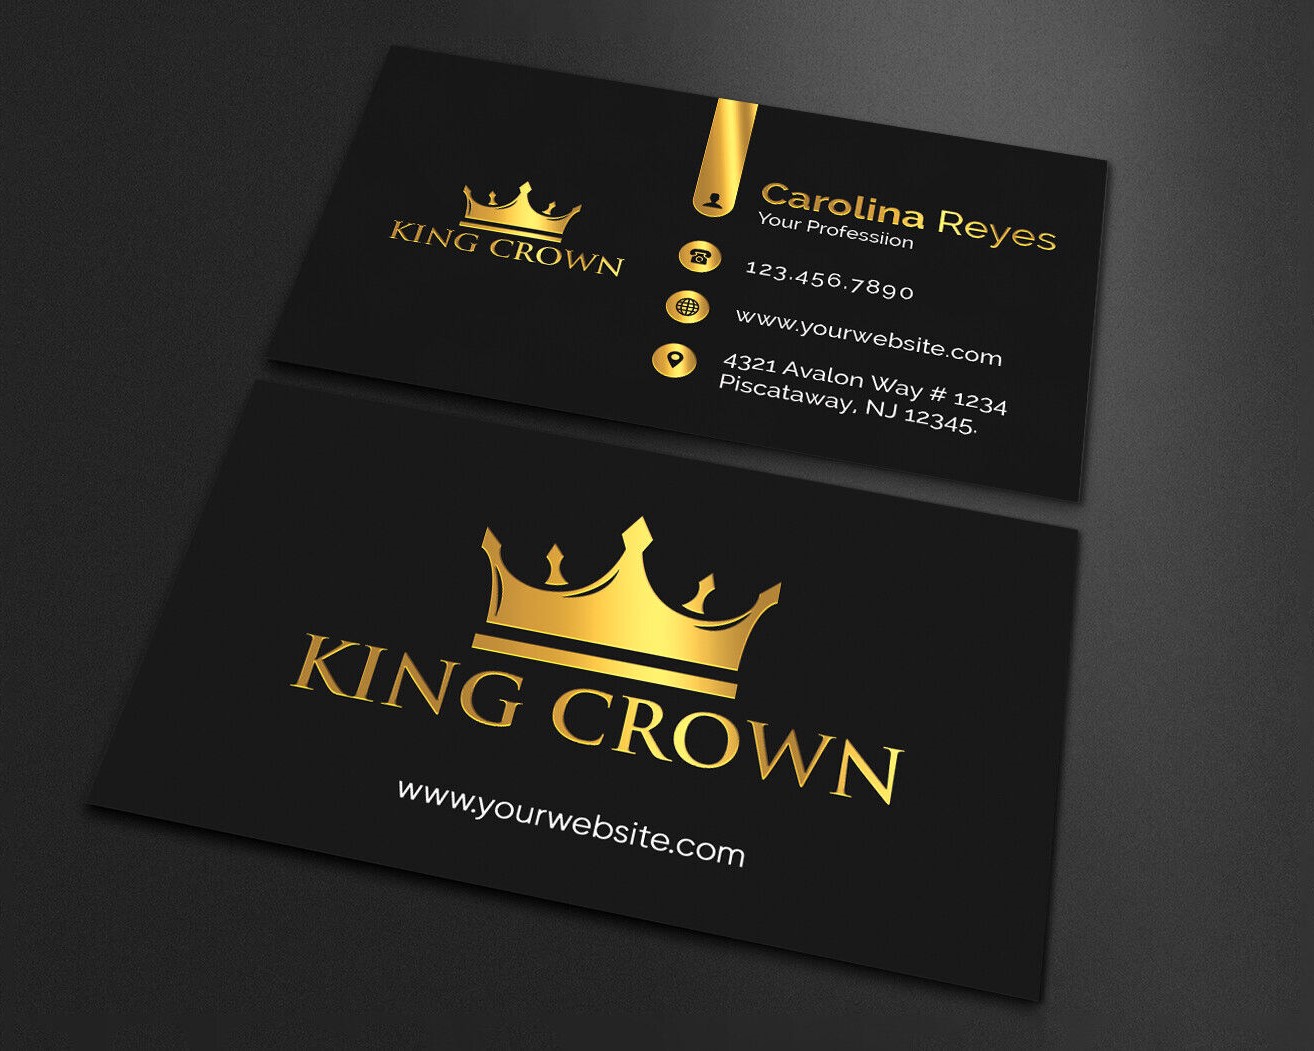 KING CROWN
Carolina Reyes
Your Professiion
123.456.7890
www.yourwebsite.com
4321 Avalon Way # 1234
Piscataway, NJ 12345.
KING CROWN
www.yourwebsite.com